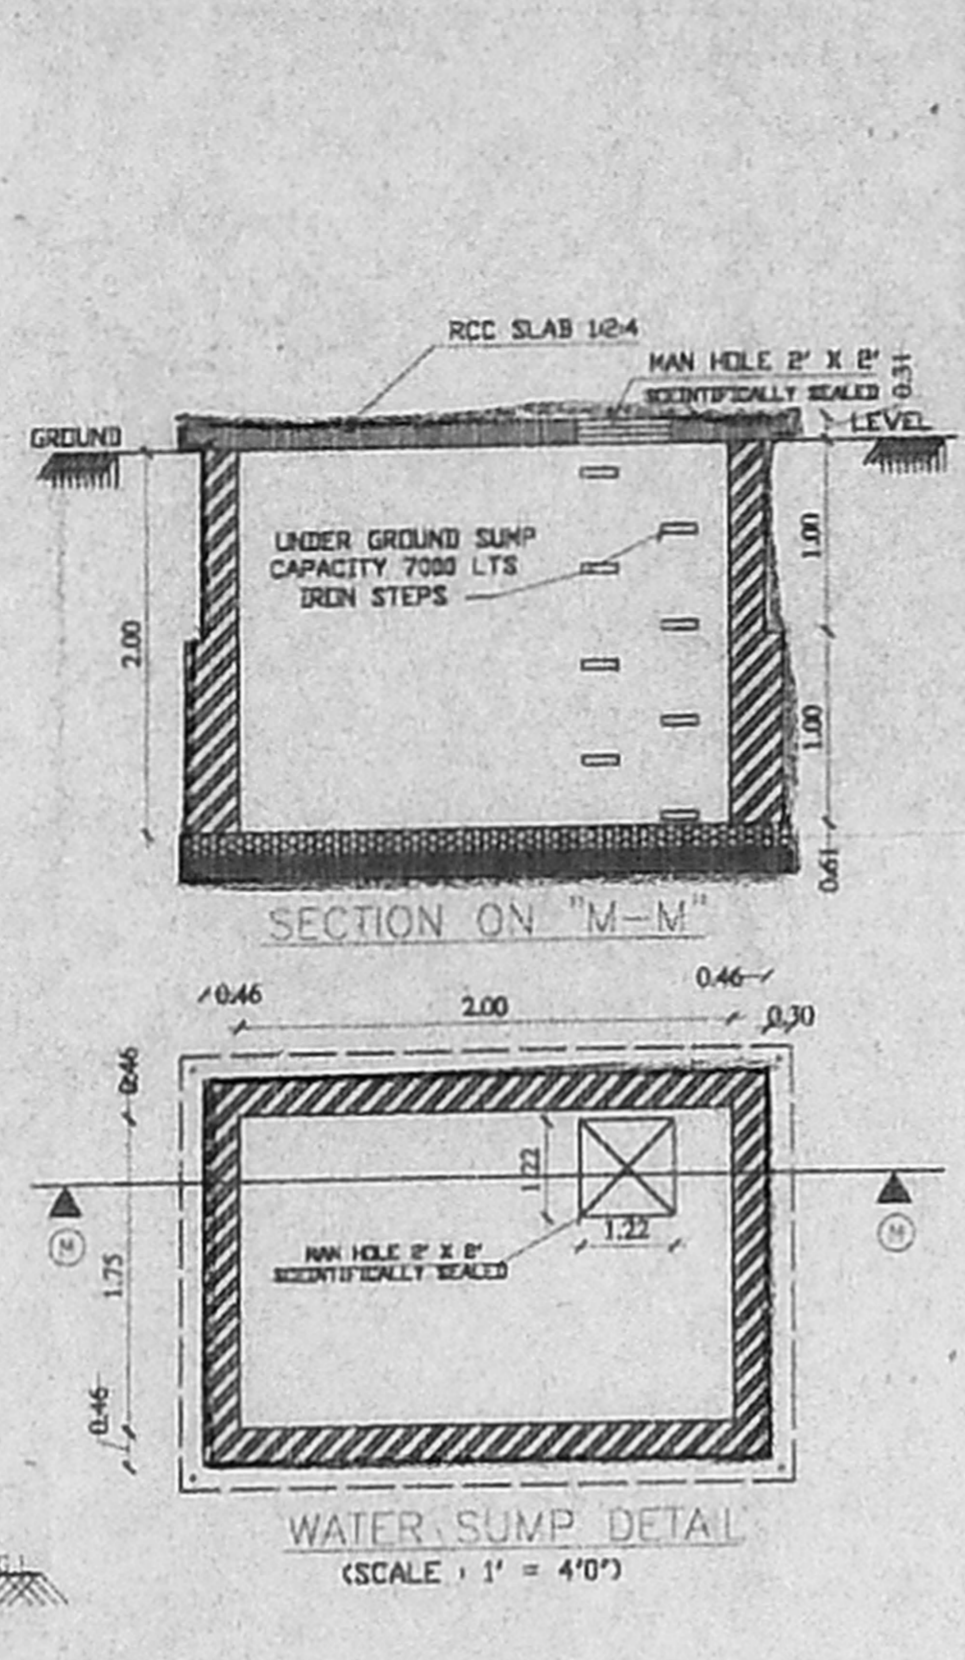 RCC SLAB 1:2:4
MAN HOLE 2' X 2'
SCIENTIFICALLY SEALED
0.31
GROUND
LEVEL
UNDER GROUND SUMP
CAPACITY 7000 LTS
IRON STEPS
1.00
2.00
1.00
0.61
SECTION ON "M-M"
0.46
2.00
0.46
0.30
0.46
1.22
1.22
M
M
MAN HOLE 2' X 2'
SCIENTIFICALLY SEALED
1.75
0.46
WATER SUMP DETAIL
(SCALE : 1' = 4'0")